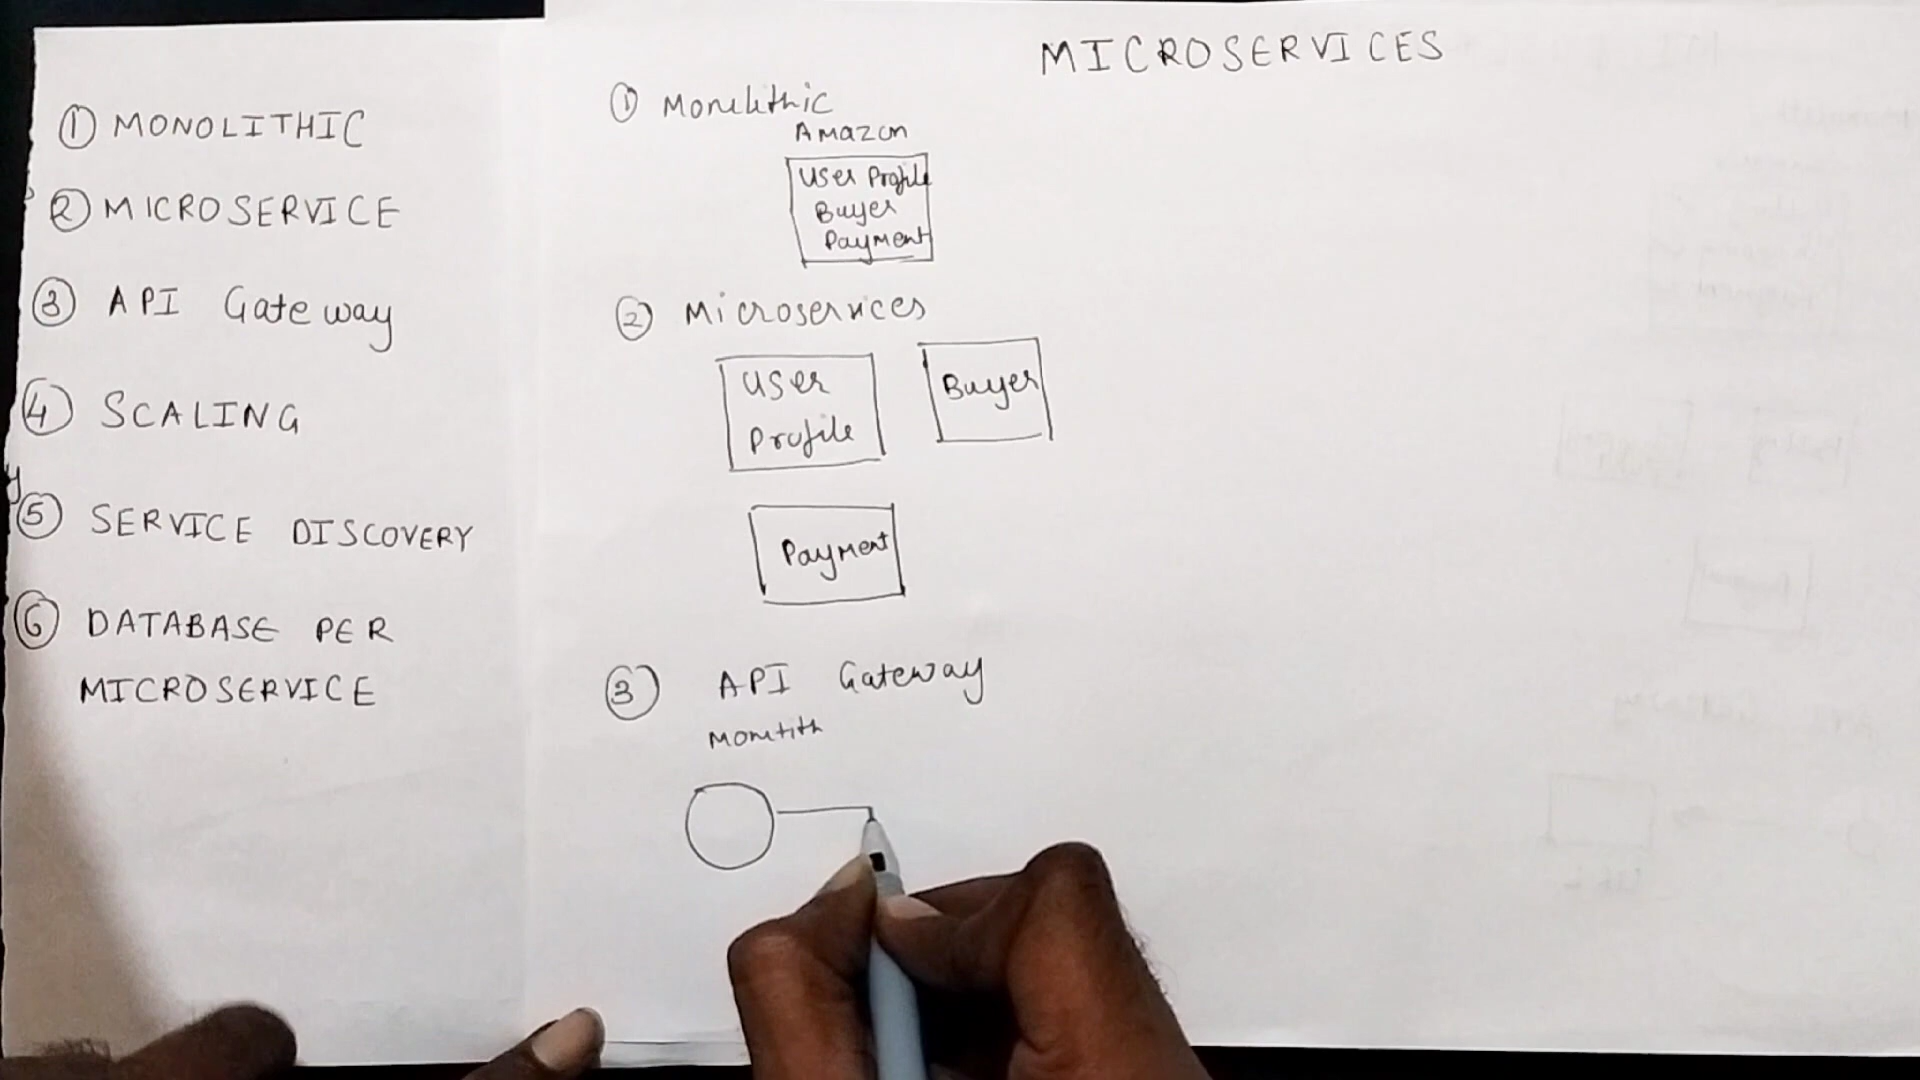 ① MONOLITHIC
② MICROSERVICE
③ API Gateway
④ SCALING
⑤ SERVICE DISCOVERY
⑥ DATABASE PER
MICROSERVICE
MICROSERVICES
① Monolithic
Amazon
User Profile
Buyer
Payment
② Microservices
User
Profile
Buyer
Payment
③ API Gateway